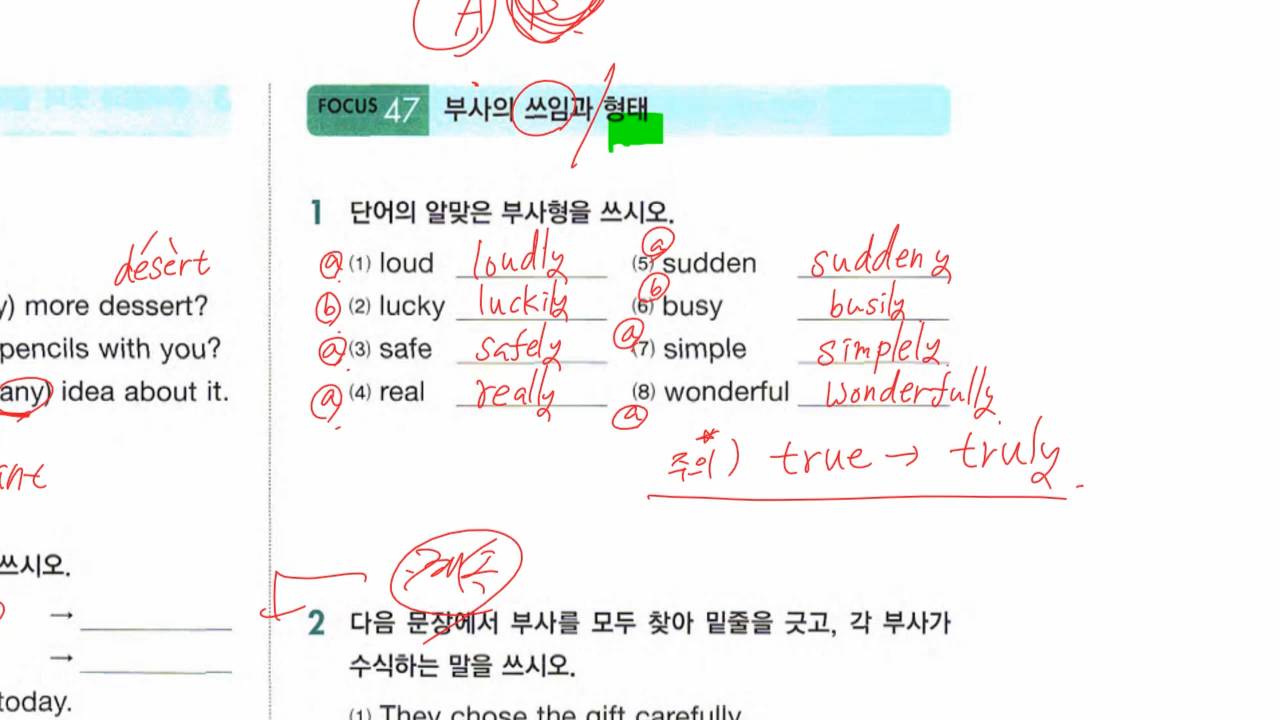 A
FOCUS 47 부사의 쓰임과 형태
1 단어의 알맞은 부사형을 쓰시오.
ⓐ (1) loud loudly ⓐ (5) sudden suddeny
ⓑ (2) lucky luckily ⓑ (6) busy busily
ⓐ (3) safe safely ⓐ (7) simple simplely
ⓐ (4) real really ⓐ (8) wonderful wonderfully
주의) true → truly
2 다음 문장에서 부사를 모두 찾아 밑줄을 긋고, 각 부사가
수식하는 말을 쓰시오.
(1) They chose the gift carefully.
desert
y) more dessert?
pencils with you?
any) idea about it.
ant
쓰시오.
→
→
today.